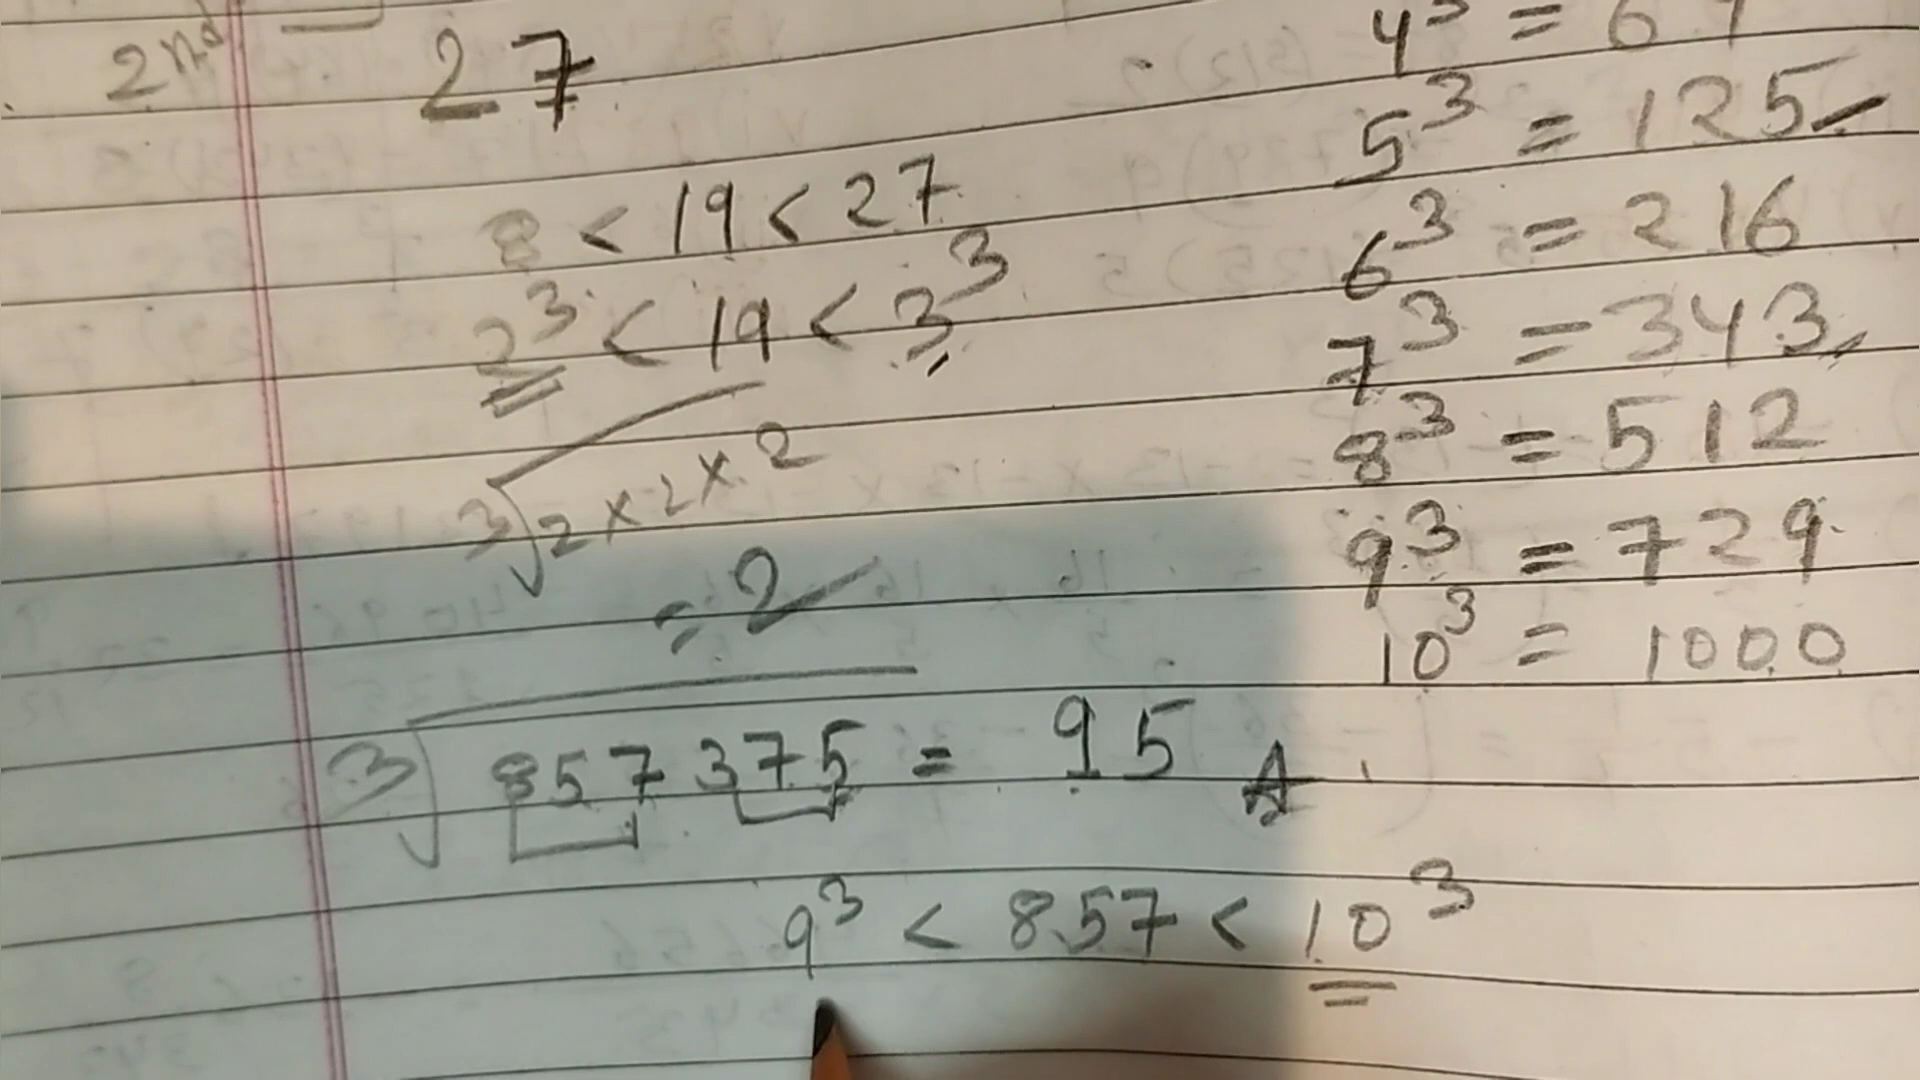 2nd
27
8 < 19 < 27
2³ < 19 < 3³
∛2×2×2
= 2
∛857375 = 95 A
9³ < 857 < 10³
4³ = 64
5³ = 125
6³ = 216
7³ = 343
8³ = 512
9³ = 729
10³ = 1000